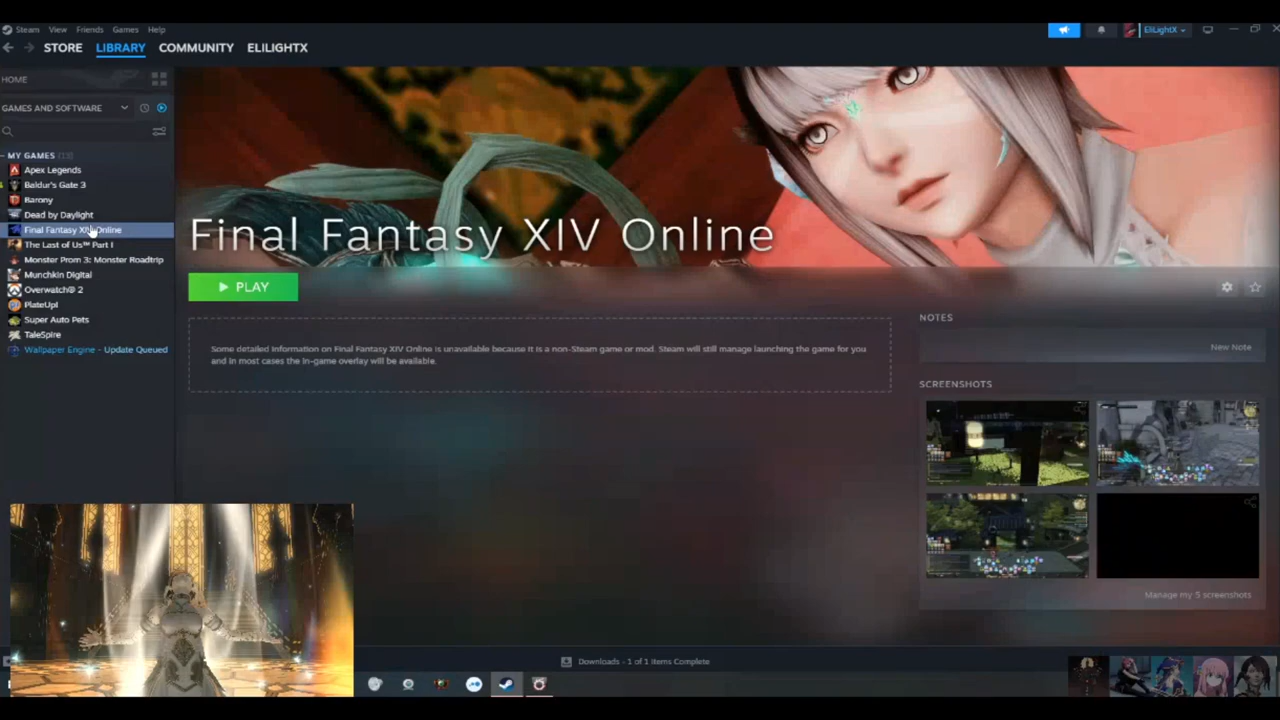 Steam View Friends Games Help
EliLightX
STORE LIBRARY COMMUNITY ELILIGHTX
HOME
GAMES AND SOFTWARE
MY GAMES (13)
Apex Legends
Baldur's Gate 3
Barony
Dead by Daylight
Final Fantasy XIV Online
The Last of Us™ Part I
Monster Prom 3: Monster Roadtrip
Munchkin Digital
Overwatch® 2
PlateUp!
Super Auto Pets
TaleSpire
Wallpaper Engine - Update Queued
Final Fantasy XIV Online
PLAY
Some detailed information on Final Fantasy XIV Online is unavailable because it is a non-Steam game or mod. Steam will still manage launching the game for you
and in most cases the in-game overlay will be available.
NOTES
New Note
SCREENSHOTS
Manage my 5 screenshots
Downloads - 1 of 1 Items Complete